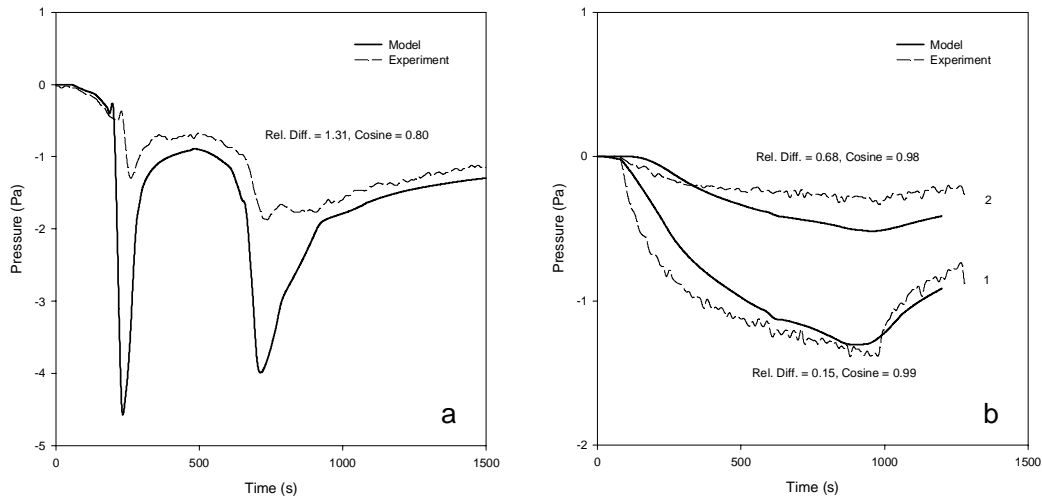 1
0
-1
-2
-3
-4
-5
Pressure (Pa)
Model
Experiment
Rel. Diff. = 1.31, Cosine = 0.80
a
0
500
1000
1500
Time (s)
1
0
-1
-2
Pressure (Pa)
Model
Experiment
Rel. Diff. = 0.68, Cosine = 0.98
2
1
Rel. Diff. = 0.15, Cosine = 0.99
b
0
500
1000
1500
Time (s)